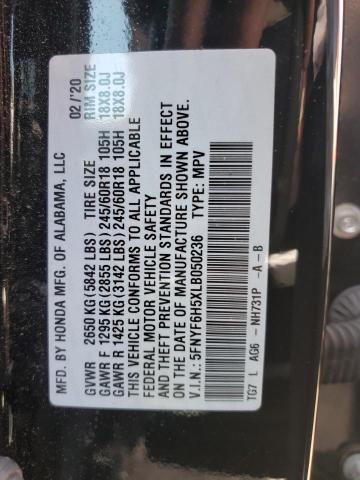 MFD. BY HONDA MFG. OF ALABAMA, LLC 02/'20
GVWR 2650 KG (5842 LBS) TIRE SIZE RIM SIZE
GAWR F 1295 KG (2855 LBS) 245/60R18 105H 18X8.0J
GAWR R 1425 KG (3142 LBS) 245/60R18 105H 18X8.0J
THIS VEHICLE CONFORMS TO ALL APPLICABLE
FEDERAL MOTOR VEHICLE SAFETY
AND THEFT PREVENTION STANDARDS IN EFFECT
ON THE DATE OF MANUFACTURE SHOWN ABOVE.
V.I.N.: 5FNYF6H5XLB050236 TYPE: MPV
TG7 L AG6 - NH731P -A-B